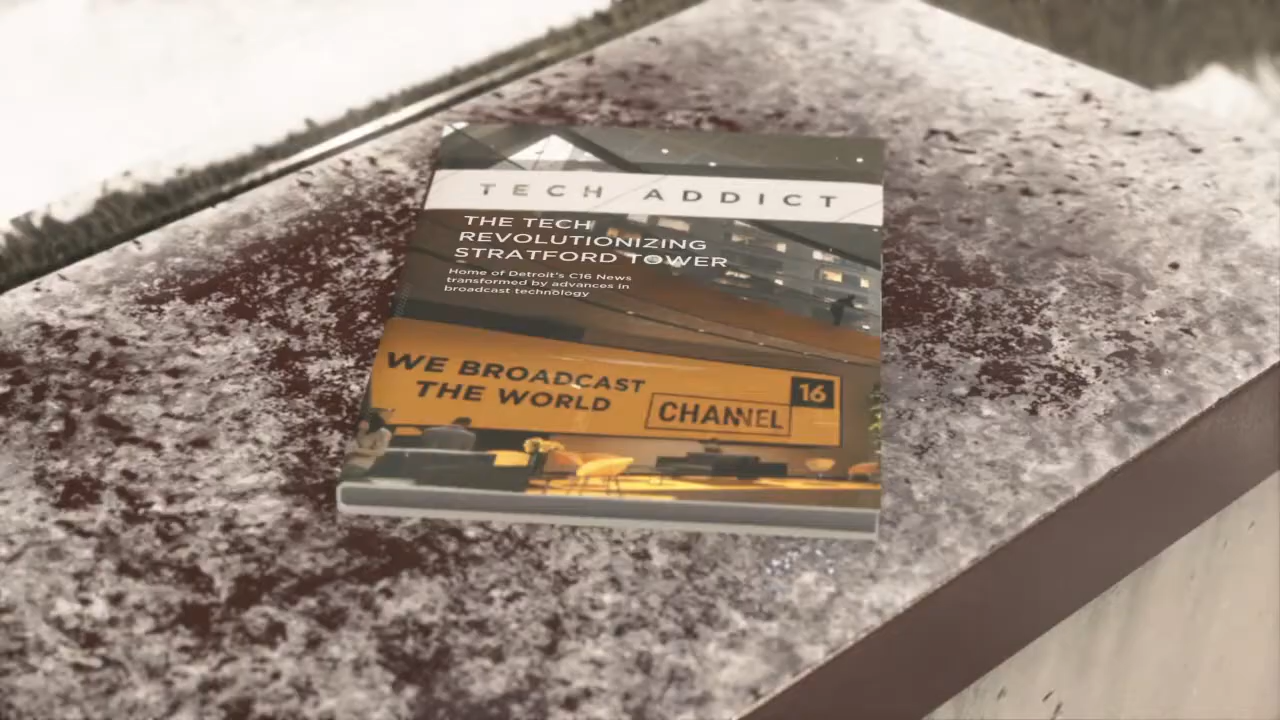 TECH ADDICT
THE TECH
REVOLUTIONIZING
STRATFORD TOWER
Home of Detroit's C16 News
transformed by advances in
broadcast technology
WE BROADCAST
THE WORLD
16
CHANNEL